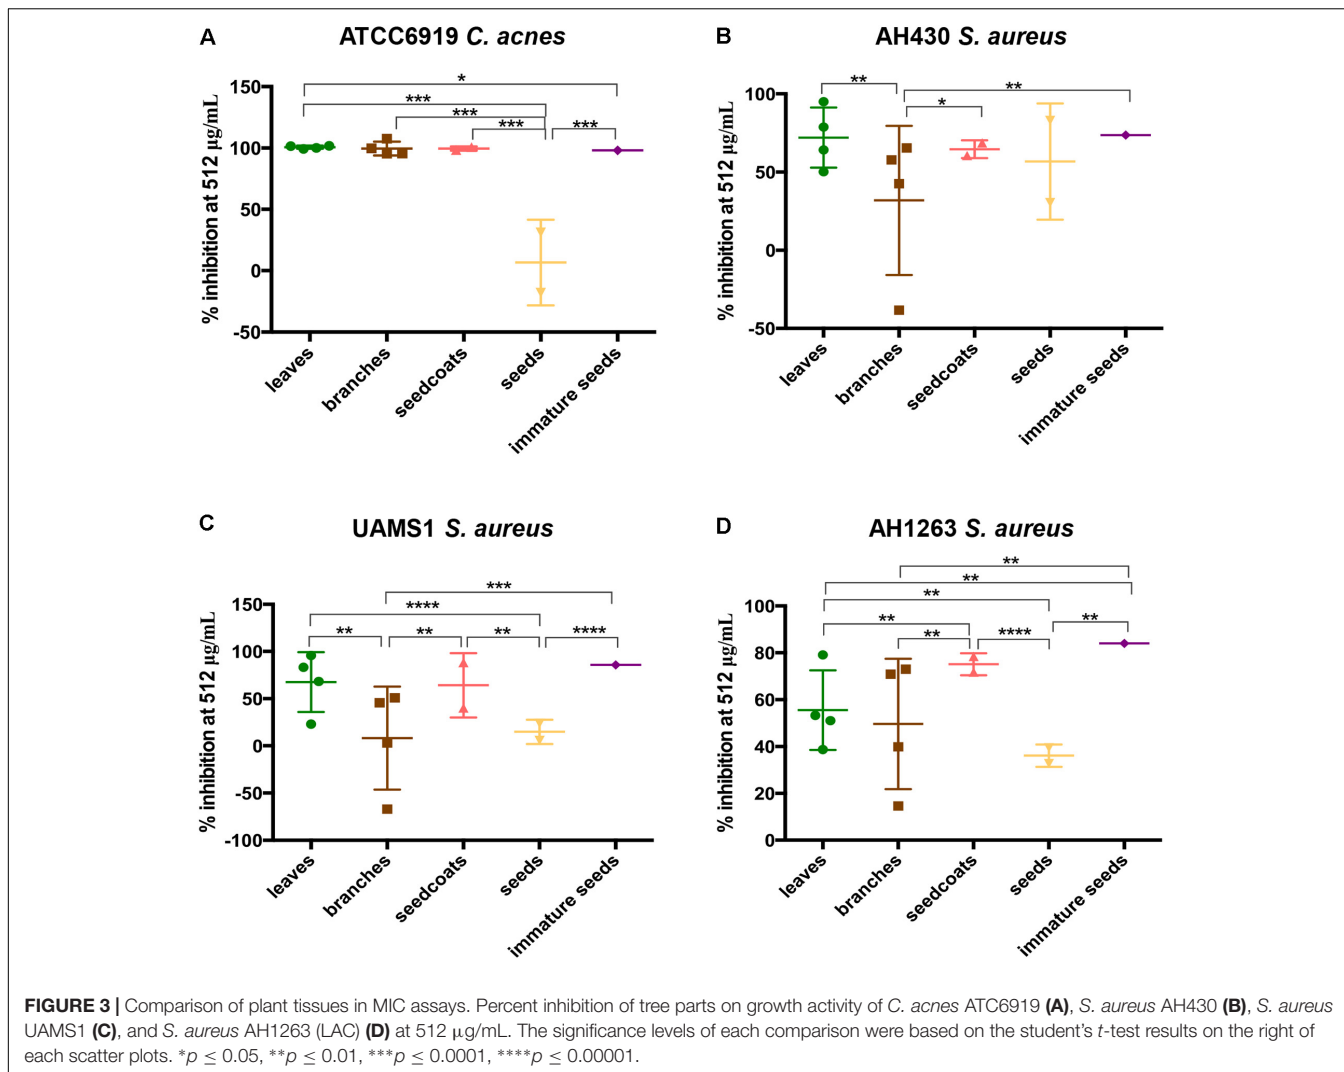 A
ATCC6919 C. acnes
% inhibition at 512 µg/mL
150
100
50
0
-50
*
***
***
***
***
leaves
branches
seedcoats
seeds
immature seeds
B
AH430 S. aureus
% inhibition at 512 µg/mL
100
50
0
-50
**
**
*
leaves
branches
seedcoats
seeds
immature seeds
C
UAMS1 S. aureus
% inhibition at 512 µg/mL
150
100
50
0
-50
-100
***
****
**
**
**
****
leaves
branches
seedcoats
seeds
immature seeds
D
AH1263 S. aureus
% inhibition at 512 µg/mL
100
80
60
40
20
0
**
**
**
**
**
**
****
leaves
branches
seedcoats
seeds
immature seeds
FIGURE 3 | Comparison of plant tissues in MIC assays. Percent inhibition of tree parts on growth activity of C. acnes ATC6919 (A), S. aureus AH430 (B), S. aureus
UAMS1 (C), and S. aureus AH1263 (LAC) (D) at 512 µg/mL. The significance levels of each comparison were based on the student's t-test results on the right of
each scatter plots. *p ≤ 0.05, **p ≤ 0.01, ***p ≤ 0.0001, ****p ≤ 0.00001.